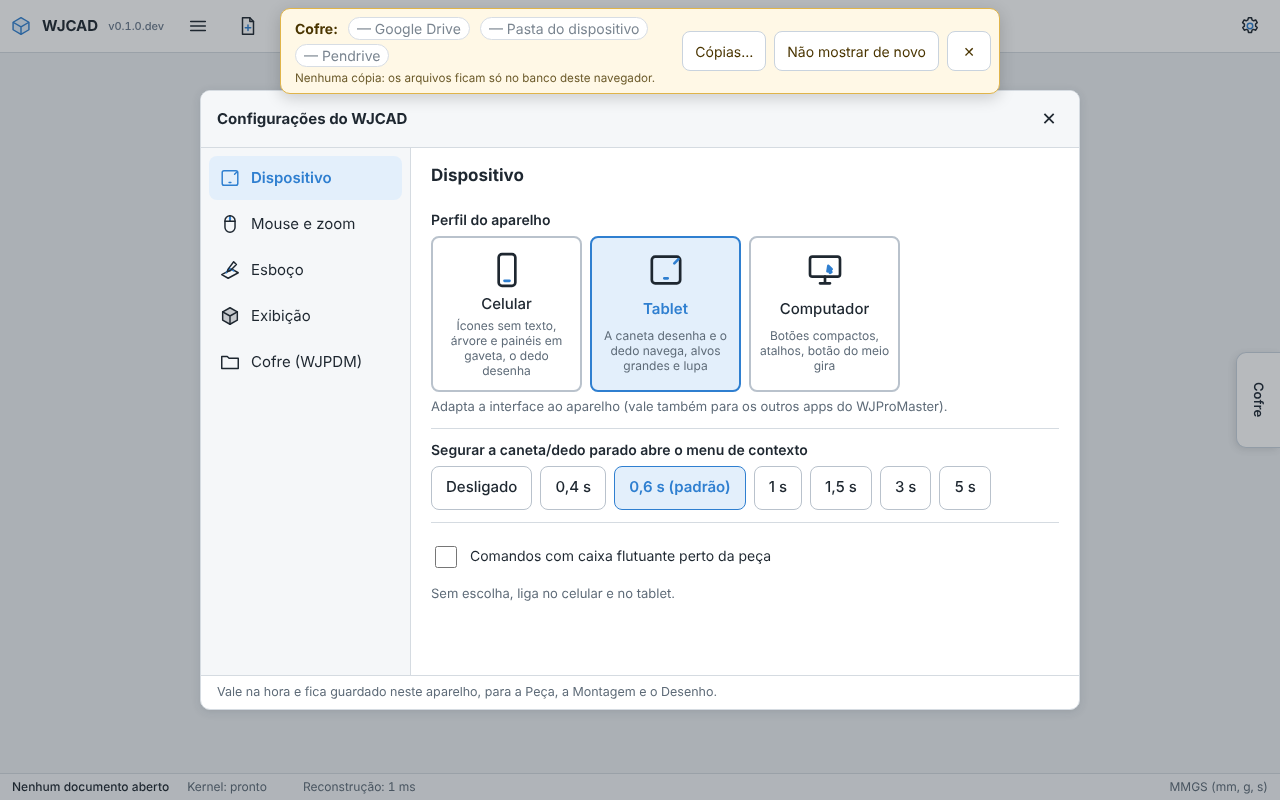 WJCAD v0.1.0.dev
Cofre: — Google Drive — Pasta do dispositivo
— Pendrive
Nenhuma cópia: os arquivos ficam só no banco deste navegador.
Cópias... Não mostrar de novo ×
Configurações do WJCAD
Dispositivo
Mouse e zoom
Esboço
Exibição
Cofre (WJPDM)
Dispositivo
Perfil do aparelho
Celular
Ícones sem texto,
árvore e painéis em
gaveta, o dedo
desenha
Tablet
A caneta desenha e o
dedo navega, alvos
grandes e lupa
Computador
Botões compactos,
atalhos, botão do meio
gira
Adapta a interface ao aparelho (vale também para os outros apps do WJProMaster).
Segurar a caneta/dedo parado abre o menu de contexto
Desligado 0,4 s 0,6 s (padrão) 1 s 1,5 s 3 s 5 s
Comandos com caixa flutuante perto da peça
Sem escolha, liga no celular e no tablet.
Vale na hora e fica guardado neste aparelho, para a Peça, a Montagem e o Desenho.
Cofre
Nenhum documento aberto Kernel: pronto Reconstrução: 1 ms MMGS (mm, g, s)